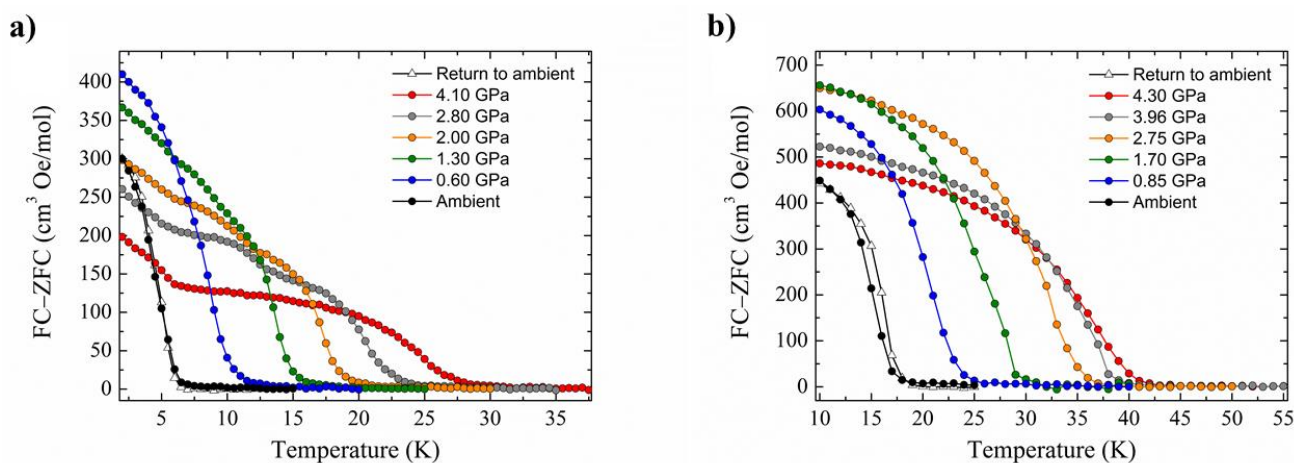 a)
FC–ZFC (cm³ Oe/mol)
400
350
300
250
200
150
100
50
0
Return to ambient
4.10 GPa
2.80 GPa
2.00 GPa
1.30 GPa
0.60 GPa
Ambient
5 10 15 20 25 30 35
Temperature (K)
b)
FC–ZFC (cm³ Oe/mol)
700
600
500
400
300
200
100
0
Return to ambient
4.30 GPa
3.96 GPa
2.75 GPa
1.70 GPa
0.85 GPa
Ambient
10 15 20 25 30 35 40 45 50 55
Temperature (K)